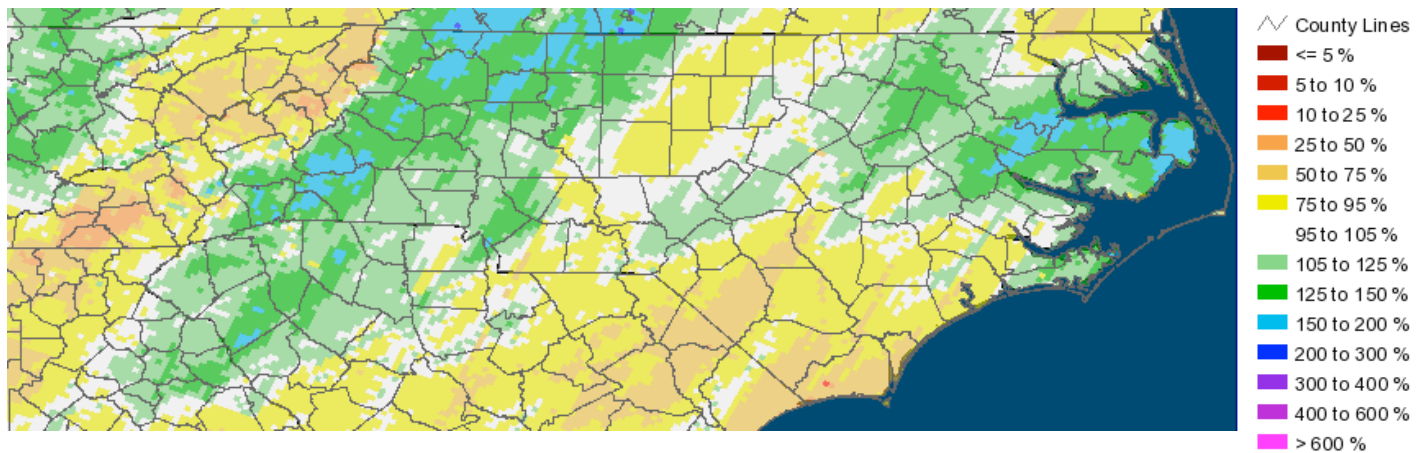 County Lines
<= 5 %
5 to 10 %
10 to 25 %
25 to 50 %
50 to 75 %
75 to 95 %
95 to 105 %
105 to 125 %
125 to 150 %
150 to 200 %
200 to 300 %
300 to 400 %
400 to 600 %
> 600 %